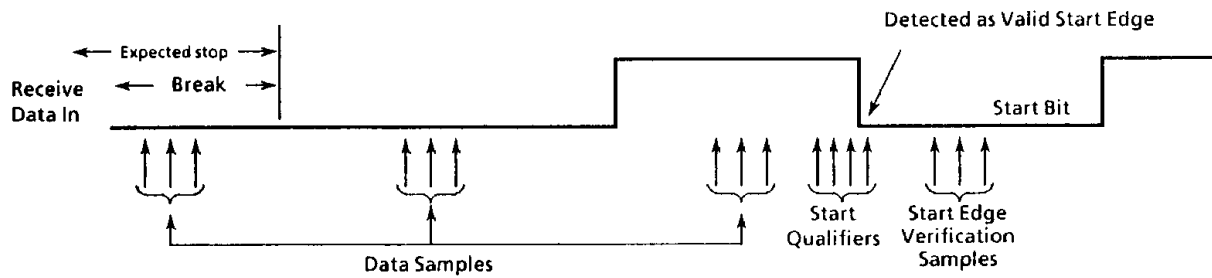 Detected as Valid Start Edge
Expected stop
Receive
Data In
Break
Start Bit
Start
Qualifiers
Start Edge
Verification
Samples
Data Samples